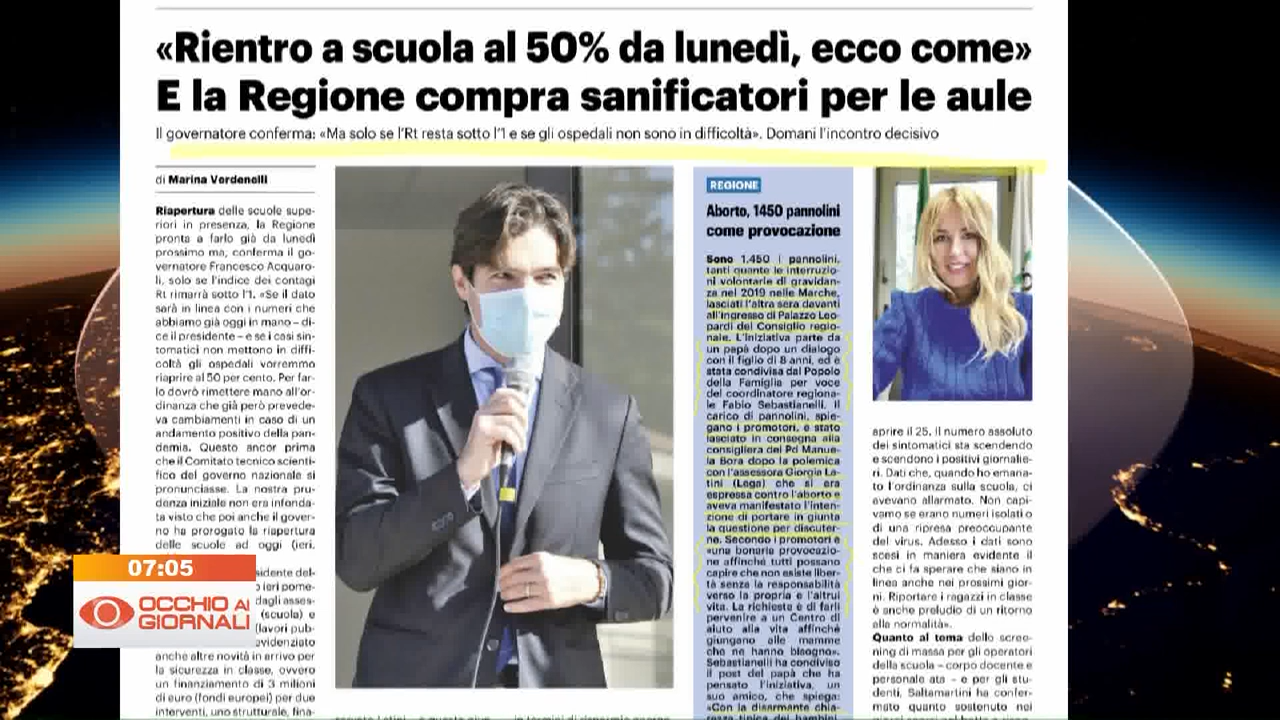 «Rientro a scuola al 50% da lunedì, ecco come»
E la Regione compra sanificatori per le aule
Il governatore conferma: «Ma solo se l'Rt resta sotto l'1 e se gli ospedali non sono in difficoltà». Domani l'incontro decisivo
di Marina Verdenelli
Riapertura delle scuole supe-
riori in presenza, la Regione
pronta a farlo già da lunedì
prossimo ma, conferma il go-
vernatore Francesco Acquaro-
li, solo se l'indice dei contagi
Rt rimarrà sotto l'1. «Se il dato
sarà in linea con i numeri che
abbiamo già oggi in mano – di-
ce il presidente – e se i casi sin-
tomatici non mettono in diffi-
coltà gli ospedali vorremmo
riaprire al 50 per cento. Per far-
lo dovrò rimettere mano all'or-
dinanza che già però prevede-
va cambiamenti in caso di un
andamento positivo della pan-
demia. Questo ancor prima
che il Comitato tecnico scienti-
fico del governo nazionale si
pronunciasse. La nostra pru-
denza iniziale non era infonda-
ta visto che poi anche il gover-
no ha prorogato la riapertura
delle scuole ad oggi (ieri,
sidente del-
ieri pome-
dagli asses-
(scuola) e
(lavori pub-
evidenziato
anche altre novità in arrivo per
la sicurezza in classe, ovvero
un finanziamento di 3 milioni
di euro (fondi europei) per due
interventi, uno strutturale, fina-
REGIONE
Aborto, 1450 pannolini
come provocazione
Sono 1.450 i pannolini,
tanti quante le interruzio-
ni volontarie di gravidan-
za nel 2019 nelle Marche,
lasciati l'altra sera davanti
all'ingresso di Palazzo Leo-
pardi del Consiglio regio-
nale. L'iniziativa parte da
un papà dopo un dialogo
con il figlio di 8 anni, ed è
stata condivisa dal Popolo
della Famiglia per voce
del coordinatore regiona-
le Fabio Sebastianelli. Il
carico di pannolini, spie-
gano i promotori, è stato
lasciato in consegna alla
consigliera del Pd Manue-
la Bora dopo la polemica
con l'assessora Giorgia La-
tini (Lega) che si era
espressa contro l'aborto e
aveva manifestato l'inten-
zione di portare in giunta
la questione per discuter-
ne. Secondo i promotori è
«una bonaria provocazio-
ne affinché tutti possano
capire che non esiste liber-
tà senza la responsabilità
verso la propria e l'altrui
vita. La richiesta è di farli
pervenire a un Centro di
aiuto alla vita affinché
giungano alle mamme
che ne hanno bisogno».
Sebastianelli ha condiviso
il post del papà che ha
pensato l'iniziativa, un
suo amico, che spiega:
«Con la disarmante chia-
rezza tipica dei bambini
aprire il 25. Il numero assoluto
dei sintomatici sta scendendo
e scendono i positivi giornalie-
ri. Dati che, quando ho emana-
to l'ordinanza sulla scuola, ci
avevano allarmato. Non capi-
vamo se erano numeri isolati o
di una ripresa preoccupante
del virus. Adesso i dati sono
scesi in maniera evidente il
che ci fa sperare che siano in
linea anche nei prossimi gior-
ni. Riportare i ragazzi in classe
è anche preludio di un ritorno
alla normalità».
Quanto al tema dello scree-
ning di massa per gli operatori
della scuola – corpo docente e
personale ata – e per gli stu-
denti, Saltamartini ha confer-
mato quanto sostenuto nei
07:05
OCCHIO AI
GIORNALI